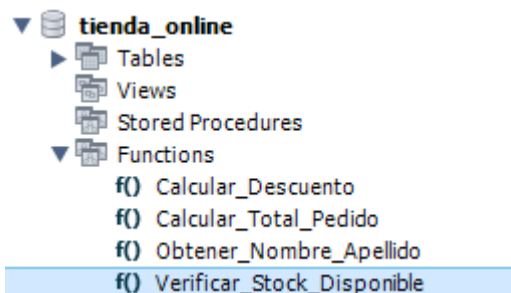 tienda_online
Tables
Views
Stored Procedures
Functions
f() Calcular_Descuento
f() Calcular_Total_Pedido
f() Obtener_Nombre_Apellido
f() Verificar_Stock_Disponible